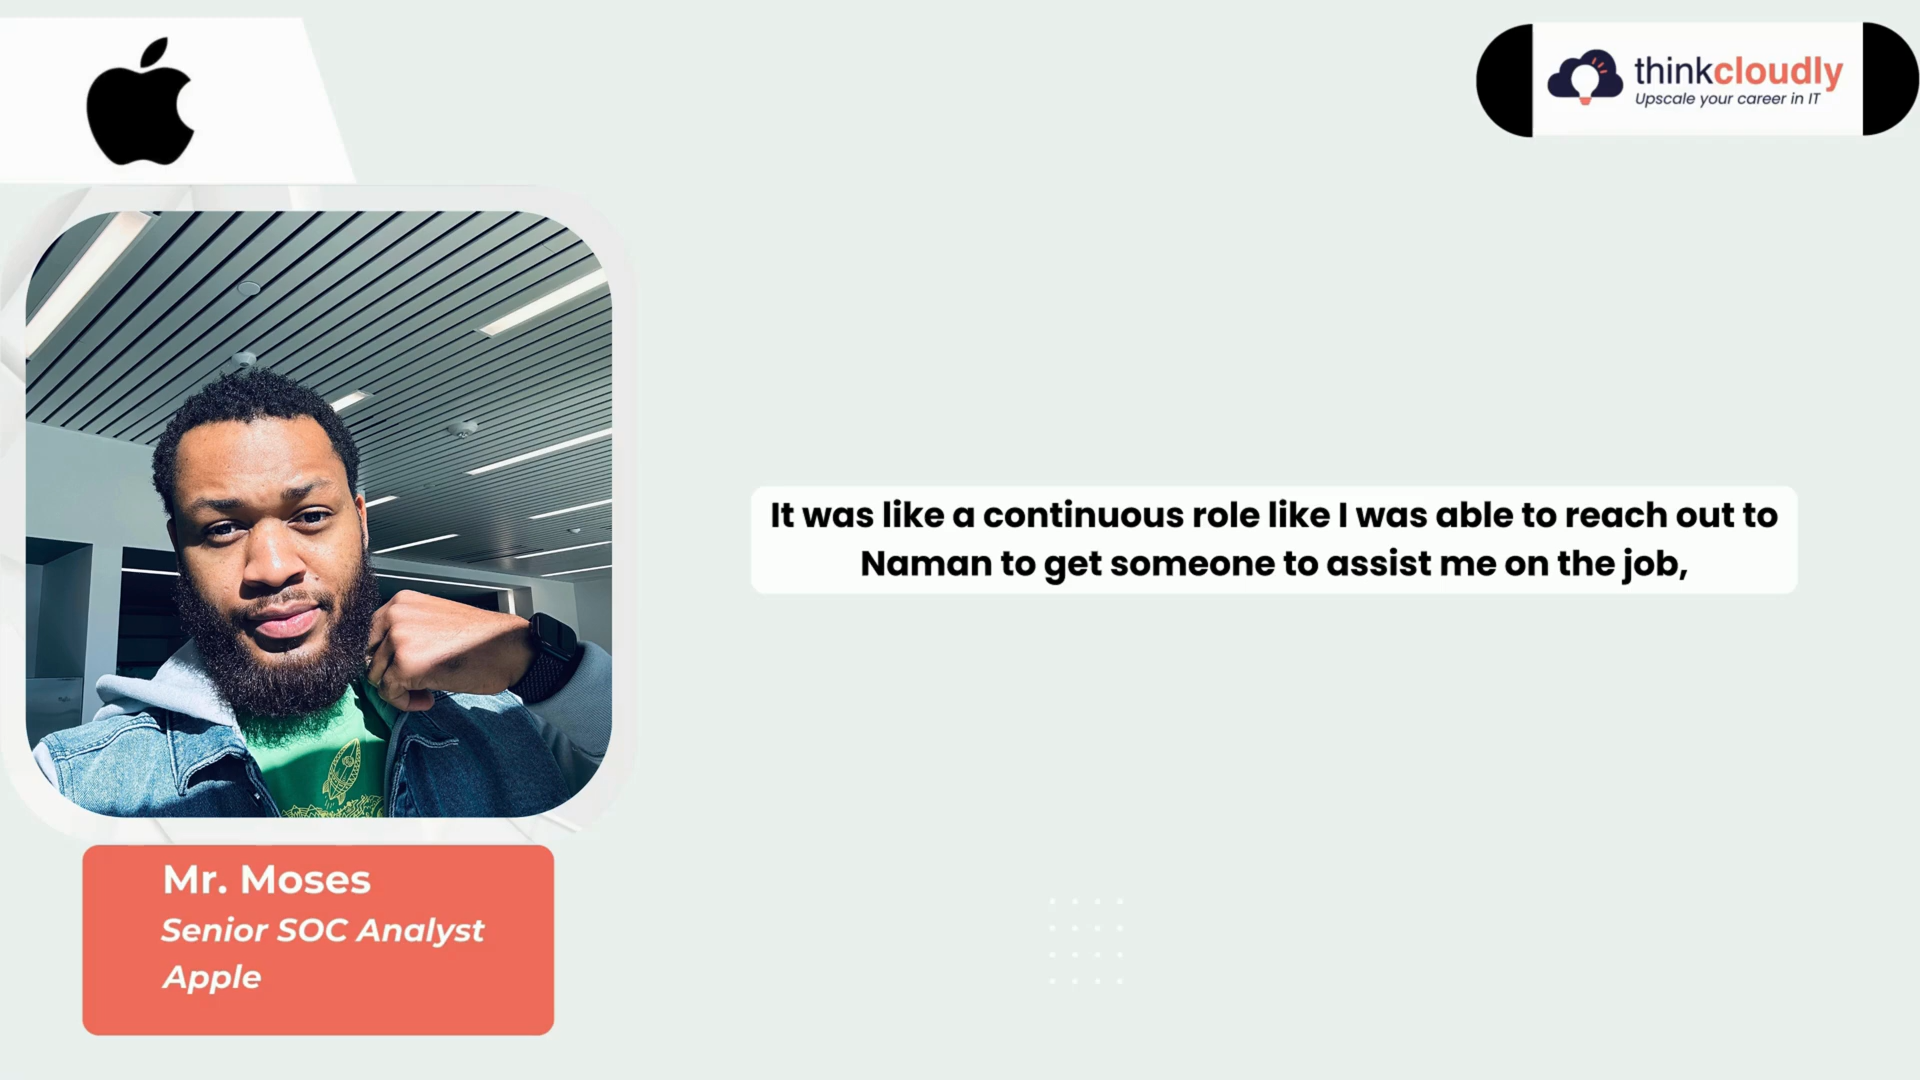 thinkcloudly
Upscale your career in IT
It was like a continuous role like I was able to reach out to
Naman to get someone to assist me on the job,
Mr. Moses
Senior SOC Analyst
Apple